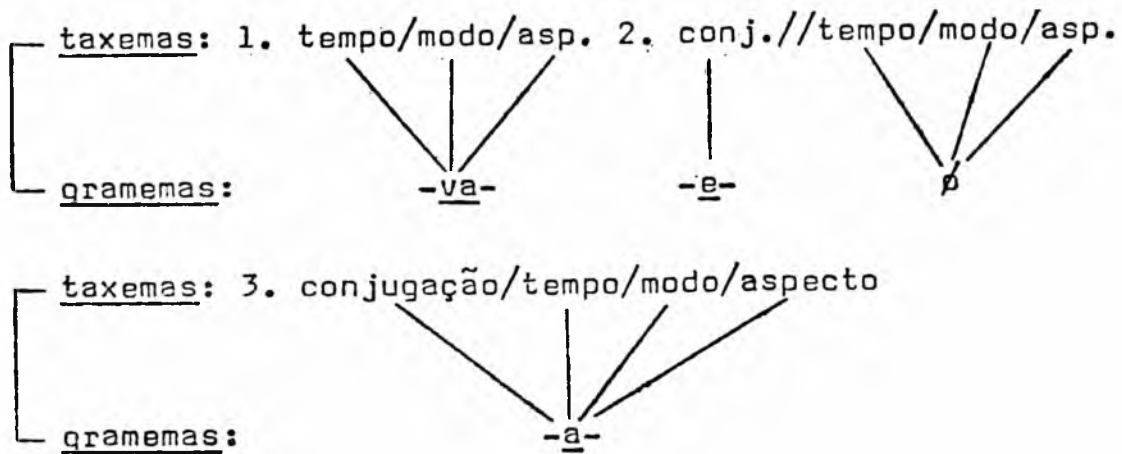 taxemas: 1. tempo/modo/asp. 2. conj.//tempo/modo/asp.
gramemas: -va- -e- ø
taxemas: 3. conjugação/tempo/modo/aspecto
gramemas: -a-